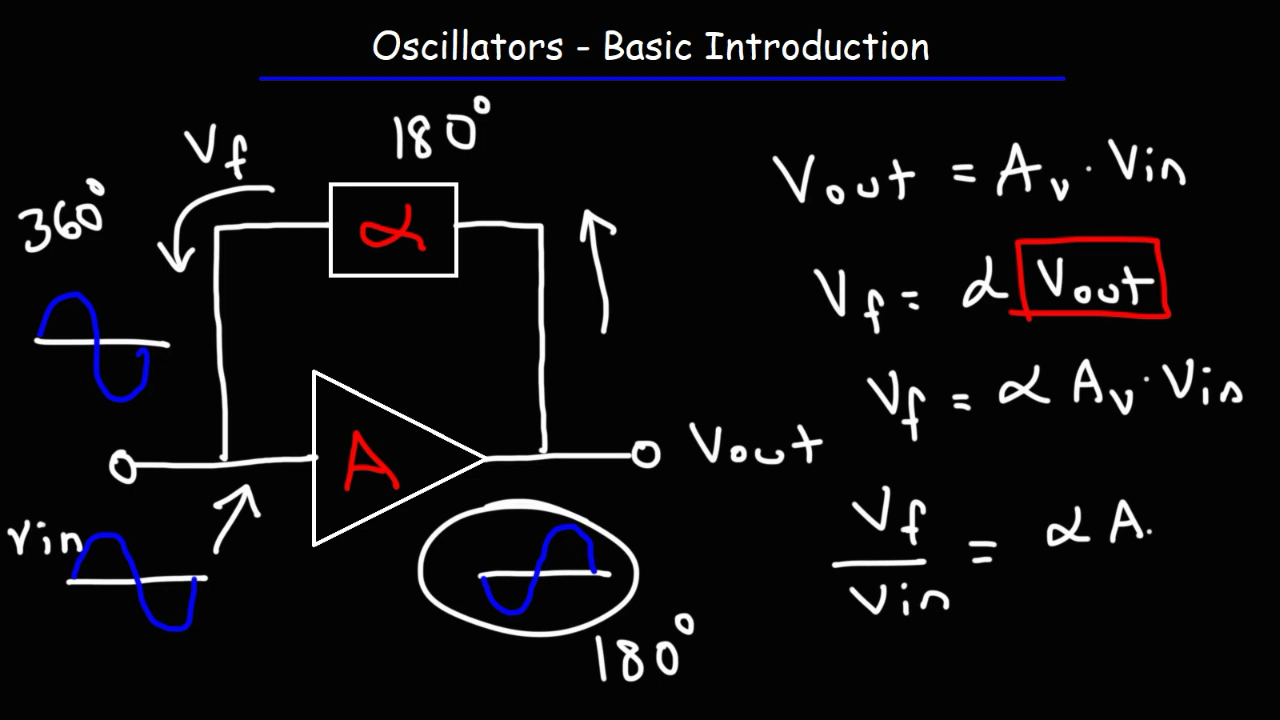 Oscillators - Basic Introduction
Vf
180°
360°
α
A
Vin
Vout
180°
Vout = Av · Vin
Vf = α Vout
Vf = α Av · Vin
Vf / Vin = α A.